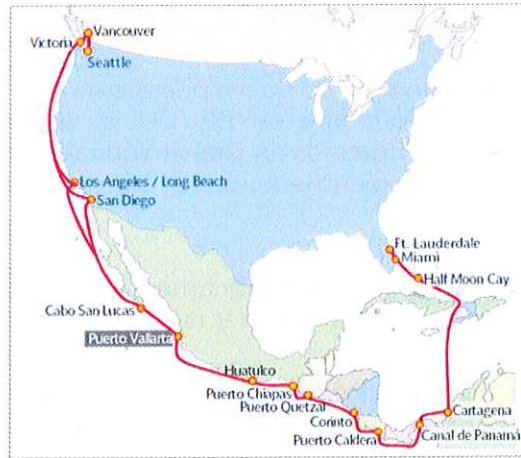 Vancouver
Victoria
Seattle
Los Angeles / Long Beach
San Diego
Ft. Lauderdale
Miami
Half Moon Cay
Cabo San Lucas
Puerto Vallarta
Huatulco
Puerto Chiapas
Puerto Quetzal
Cartagena
Corinto
Canal de Panamá
Puerto Caldera